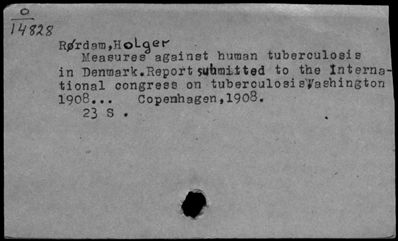 O
14828
Rørdam,Holger
Measures against human tuberculosis
in Denmark.Report submitted to the Interna-
tional congress on tuberculosis Washington
1908... Copenhagen,1908.
23 S.